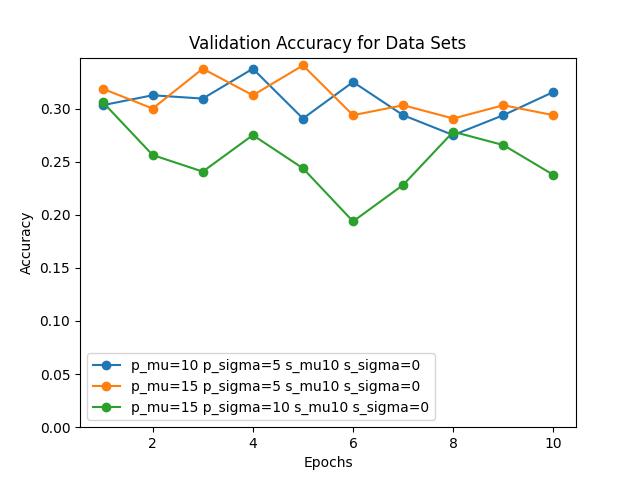 Validation Accuracy for Data Sets
0.30
0.25
0.20
0.15
0.10
0.05
0.00
Accuracy
p_mu=10 p_sigma=5 s_mu10 s_sigma=0
p_mu=15 p_sigma=5 s_mu10 s_sigma=0
p_mu=15 p_sigma=10 s_mu10 s_sigma=0
2 4 6 8 10
Epochs